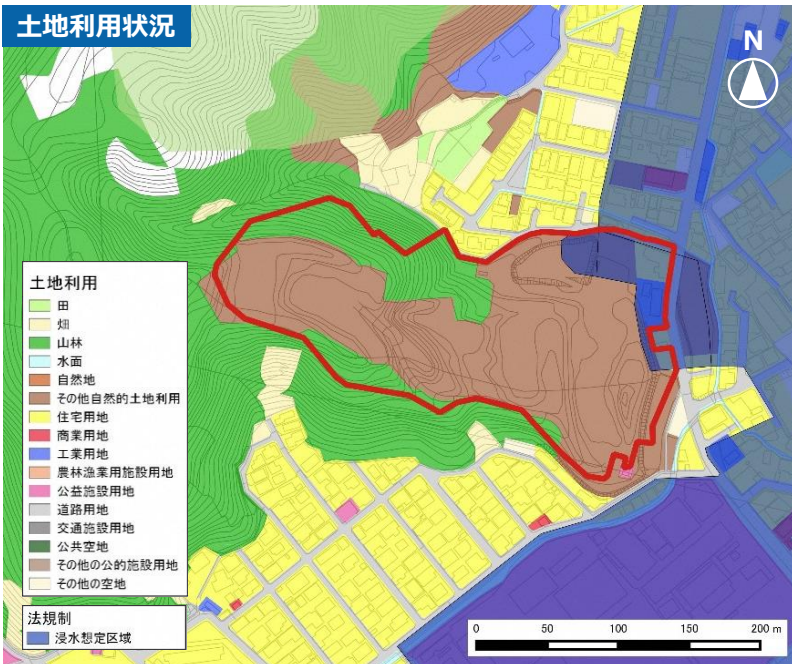 土地利用状況
N
土地利用
田
畑
山林
水面
自然地
その他自然的土地利用
住宅用地
商業用地
工業用地
農林漁業用施設用地
公益施設用地
道路用地
交通施設用地
公共空地
その他の公的施設用地
その他の空地
法規制
浸水想定区域
0 50 100 150 200 m